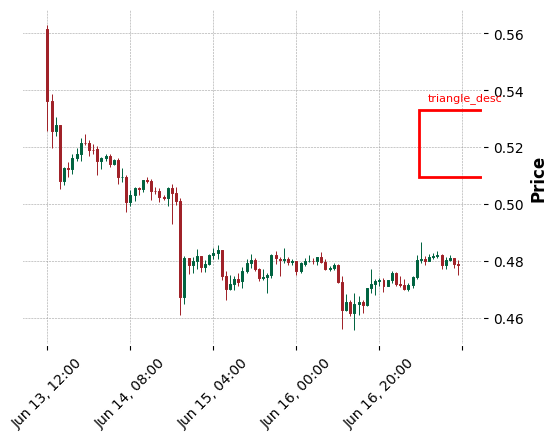 0.56
0.54
triangle_desc
0.52
0.50
0.48
0.46
Price
Jun 13, 12:00
Jun 14, 08:00
Jun 15, 04:00
Jun 16, 00:00
Jun 16, 20:00